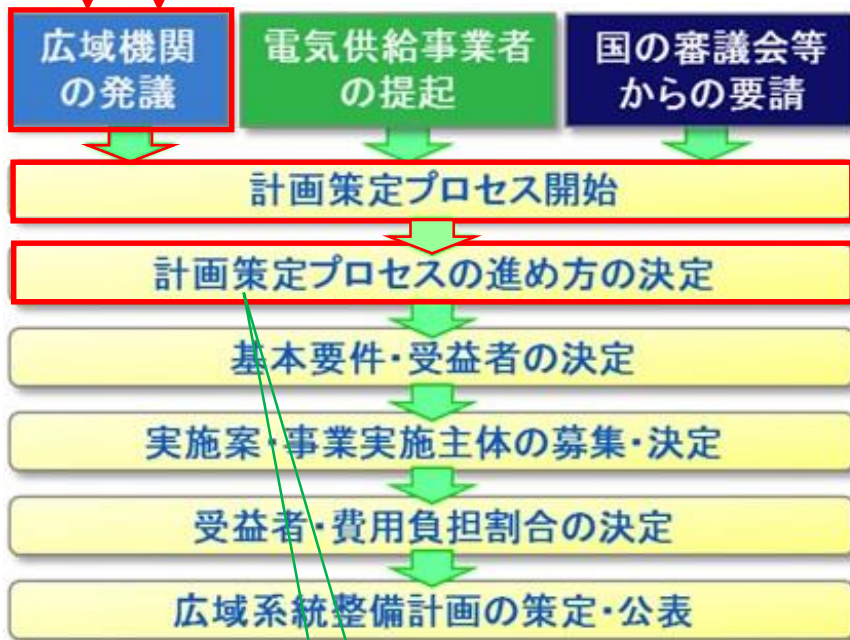 広域機関
の発議
電気供給事業者
の提起
国の審議会等
からの要請
計画策定プロセス開始
計画策定プロセスの進め方の決定
基本要件・受益者の決定
実施案・事業実施主体の募集・決定
受益者・費用負担割合の決定
広域系統整備計画の策定・公表